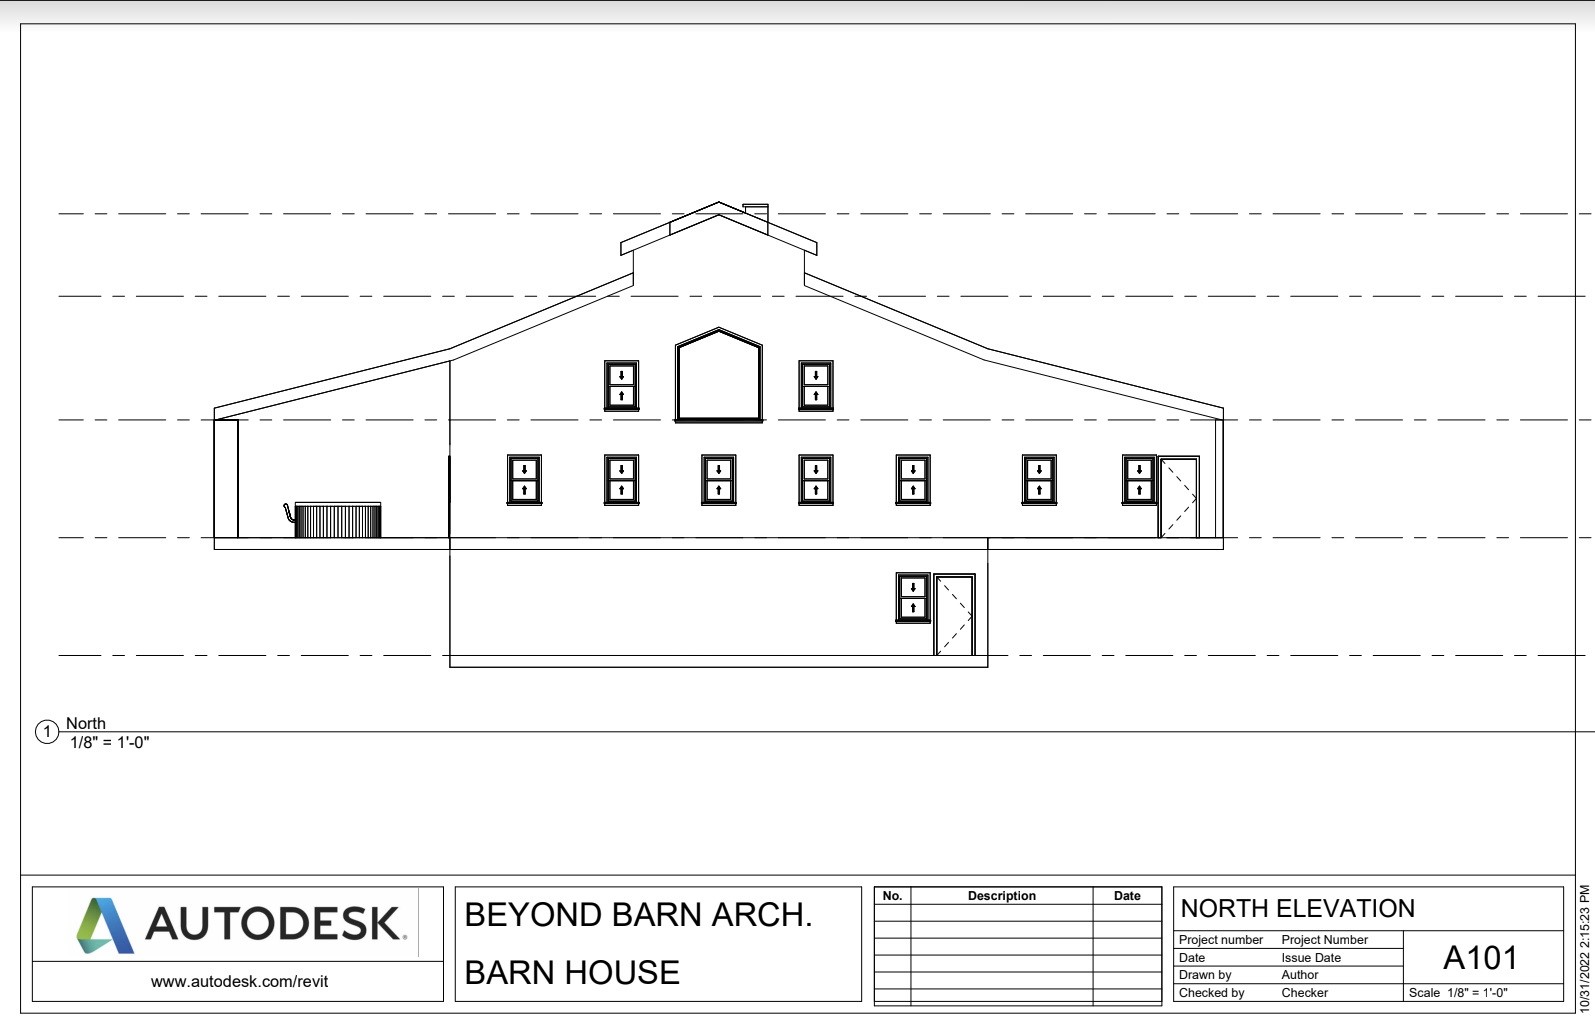 1
North
1/8" = 1'-0"
AUTODESK.
www.autodesk.com/revit
BEYOND BARN ARCH.
BARN HOUSE
No. Description Date
NORTH ELEVATION
Project number Project Number
Date Issue Date
Drawn by Author
Checked by Checker
A101
Scale 1/8" = 1'-0"
10/31/2022 2:15:23 PM